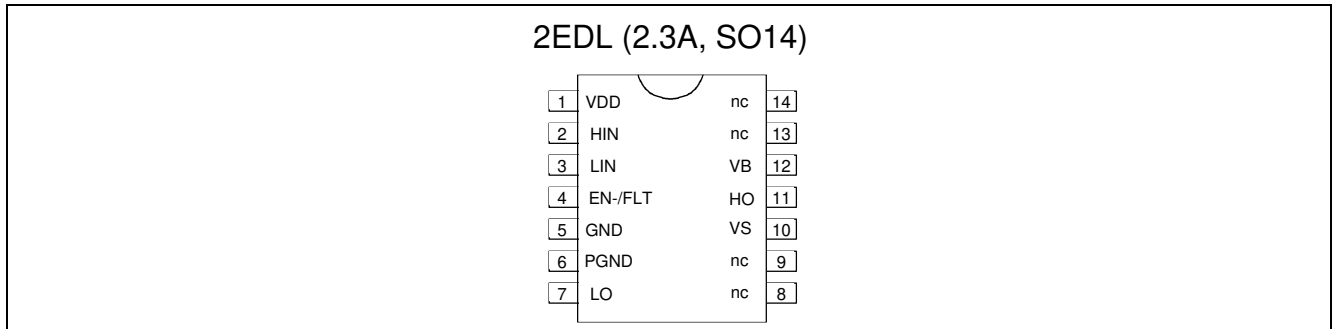 2EDL (2.3A, SO14)
1 VDD nc 14
2 HIN nc 13
3 LIN VB 12
4 EN-/FLT HO 11
5 GND VS 10
6 PGND nc 9
7 LO nc 8